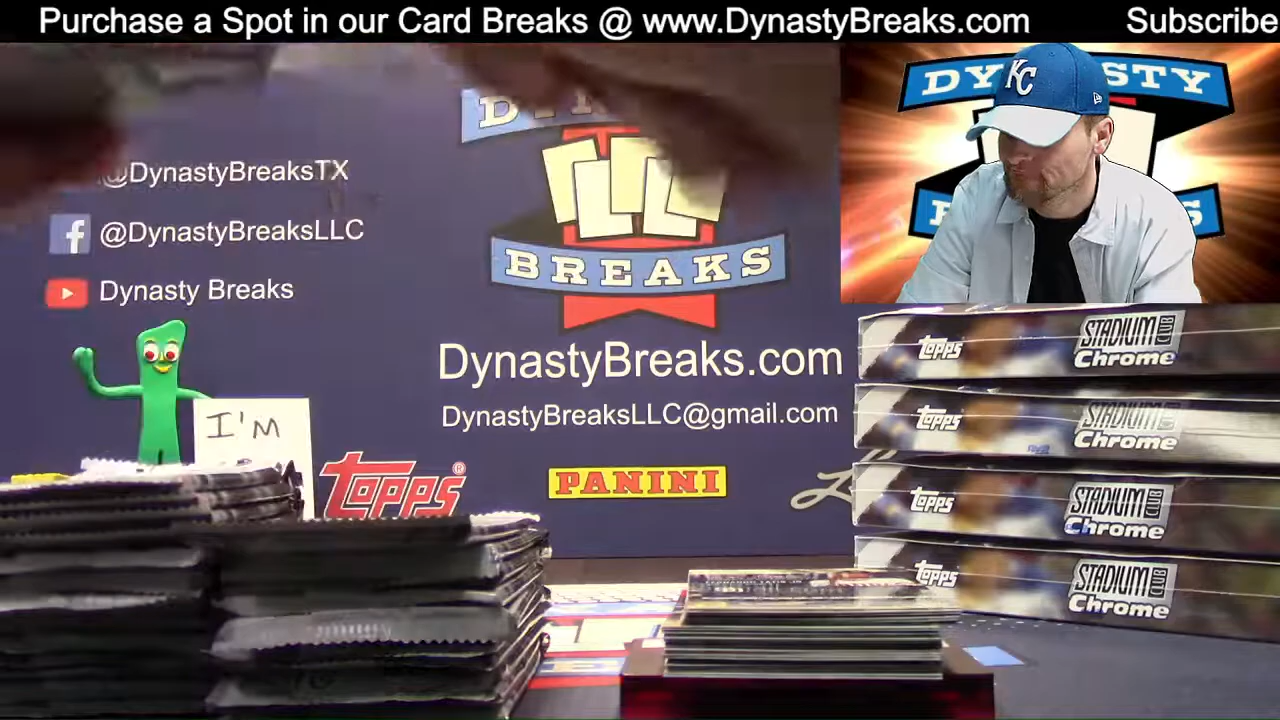 Purchase a Spot in our Card Breaks @ www.DynastyBreaks.com
Subscribe
@DynastyBreaksTX
@DynastyBreaksLLC
Dynasty Breaks
BREAKS
DynastyBreaks.com
DynastyBreaksLLC@gmail.com
I'M
TOPPS
PANINI
KC
DY STY
TOPPS STADIUM CLUB Chrome
TOPPS STADIUM CLUB Chrome
TOPPS STADIUM CLUB Chrome
TOPPS STADIUM CLUB Chrome